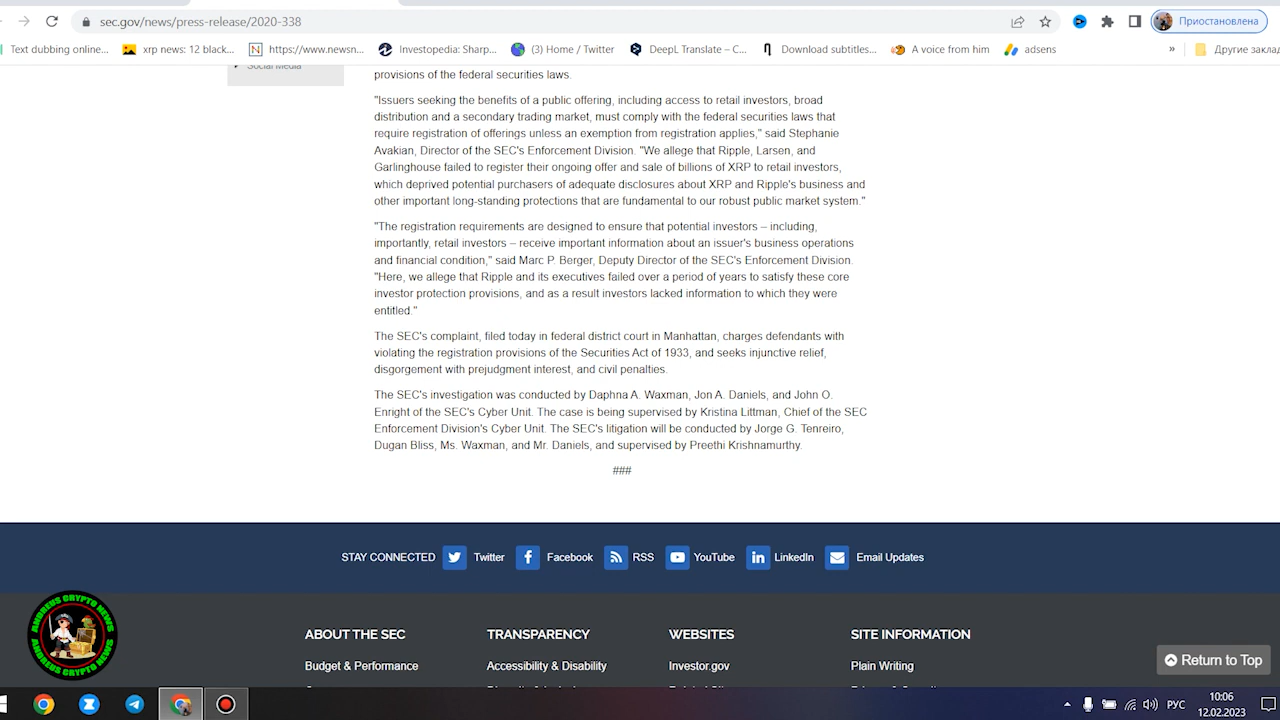 sec.gov/news/press-release/2020-338
Приостановлена
Text dubbing online...
xrp news: 12 black...
https://www.newsn...
Investopedia: Sharp...
(3) Home / Twitter
DeepL Translate – C...
Download subtitles...
A voice from him
adsens
»
Другие заклад
Social Media
provisions of the federal securities laws.
"Issuers seeking the benefits of a public offering, including access to retail investors, broad
distribution and a secondary trading market, must comply with the federal securities laws that
require registration of offerings unless an exemption from registration applies," said Stephanie
Avakian, Director of the SEC's Enforcement Division. "We allege that Ripple, Larsen, and
Garlinghouse failed to register their ongoing offer and sale of billions of XRP to retail investors,
which deprived potential purchasers of adequate disclosures about XRP and Ripple's business and
other important long-standing protections that are fundamental to our robust public market system."
"The registration requirements are designed to ensure that potential investors – including,
importantly, retail investors – receive important information about an issuer's business operations
and financial condition," said Marc P. Berger, Deputy Director of the SEC's Enforcement Division.
"Here, we allege that Ripple and its executives failed over a period of years to satisfy these core
investor protection provisions, and as a result investors lacked information to which they were
entitled."
The SEC's complaint, filed today in federal district court in Manhattan, charges defendants with
violating the registration provisions of the Securities Act of 1933, and seeks injunctive relief,
disgorgement with prejudgment interest, and civil penalties.
The SEC's investigation was conducted by Daphna A. Waxman, Jon A. Daniels, and John O.
Enright of the SEC's Cyber Unit. The case is being supervised by Kristina Littman, Chief of the SEC
Enforcement Division's Cyber Unit. The SEC's litigation will be conducted by Jorge G. Tenreiro,
Dugan Bliss, Ms. Waxman, and Mr. Daniels, and supervised by Preethi Krishnamurthy.
###
STAY CONNECTED Twitter Facebook RSS YouTube LinkedIn Email Updates
ANDREUS CRYPTO NEWS
ANDREUS CRYPTO NEWS
ABOUT THE SEC
TRANSPARENCY
WEBSITES
SITE INFORMATION
Budget & Performance
Accessibility & Disability
Investor.gov
Plain Writing
Return to Top
РУС
10:06
12.02.2023